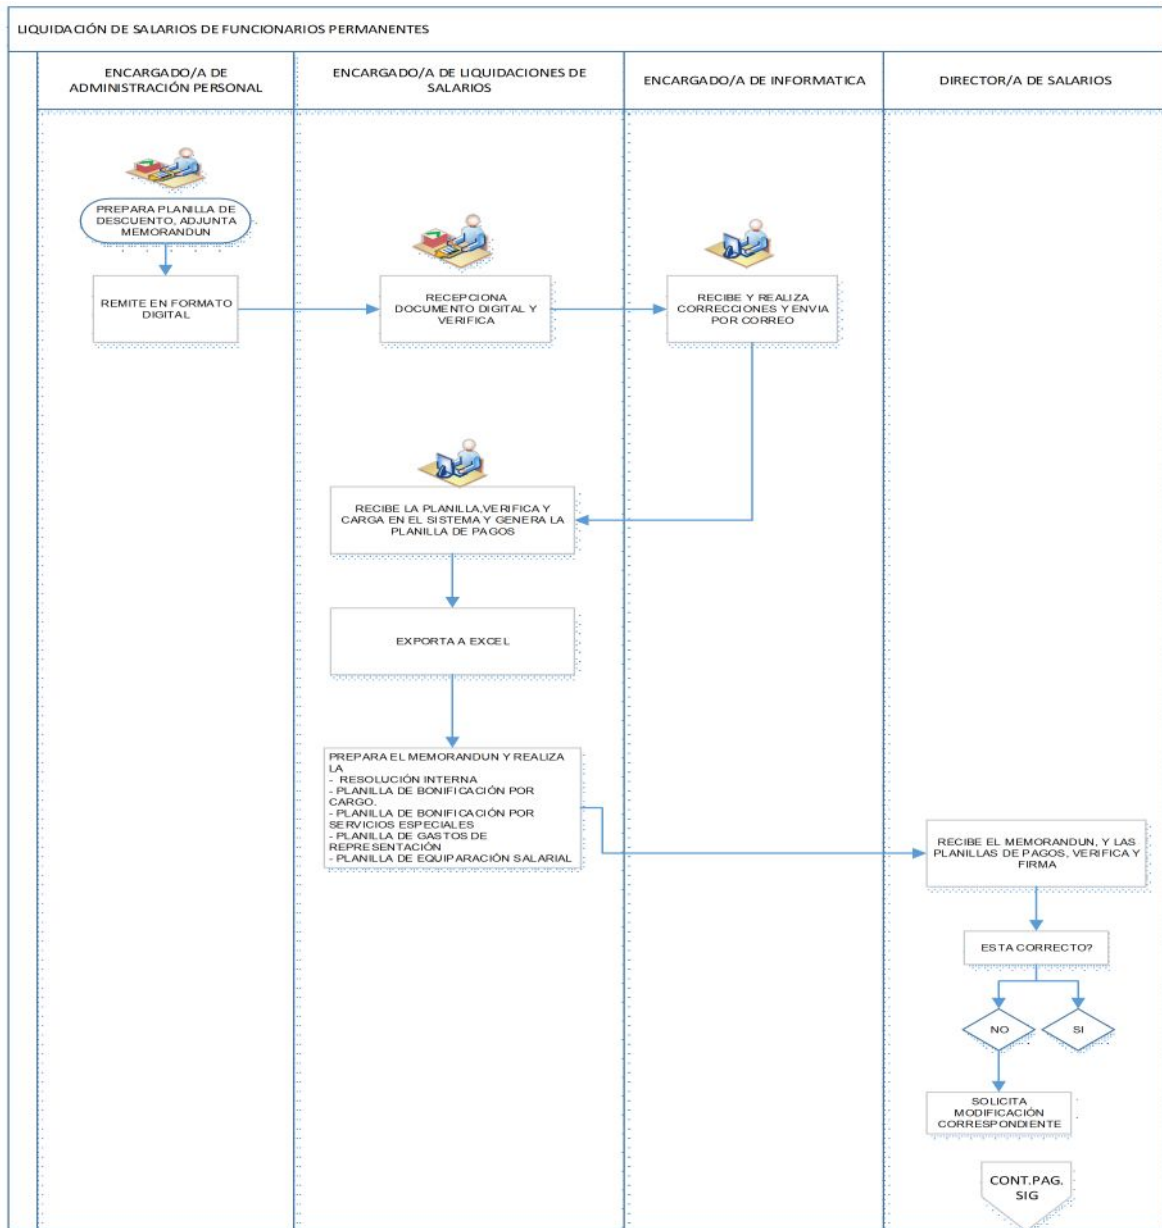 LIQUIDACIÓN DE SALARIOS DE FUNCIONARIOS PERMANENTES
ENCARGADO/A DE
ADMINISTRACIÓN PERSONAL
ENCARGADO/A DE LIQUIDACIONES DE
SALARIOS
ENCARGADO/A DE INFORMATICA
DIRECTOR/A DE SALARIOS
PREPARA PLANILLA DE
DESCUENTO, ADJUNTA
MEMORANDUN
REMITE EN FORMATO
DIGITAL
RECEPCIONA
DOCUMENTO DIGITAL Y
VERIFICA
RECIBE Y REALIZA
CORRECCIONES Y ENVIA
POR CORREO
RECIBE LA PLANILLA,VERIFICA Y
CARGA EN EL SISTEMA Y GENERA LA
PLANILLA DE PAGOS
EXPORTA A EXCEL
PREPARA EL MEMORANDUN Y REALIZA
LA
- RESOLUCIÓN INTERNA
- PLANILLA DE BONIFICACIÓN POR
CARGO.
- PLANILLA DE BONIFICACIÓN POR
SERVICIOS ESPECIALES
- PLANILLA DE GASTOS DE
REPRESENTACIÓN
- PLANILLA DE EQUIPARACIÓN SALARIAL
RECIBE EL MEMORANDUN, Y LAS
PLANILLAS DE PAGOS, VERIFICA Y
FIRMA
ESTA CORRECTO?
NO
SI
SOLICITA
MODIFICACIÓN
CORRESPONDIENTE
CONT.PAG.
SIG